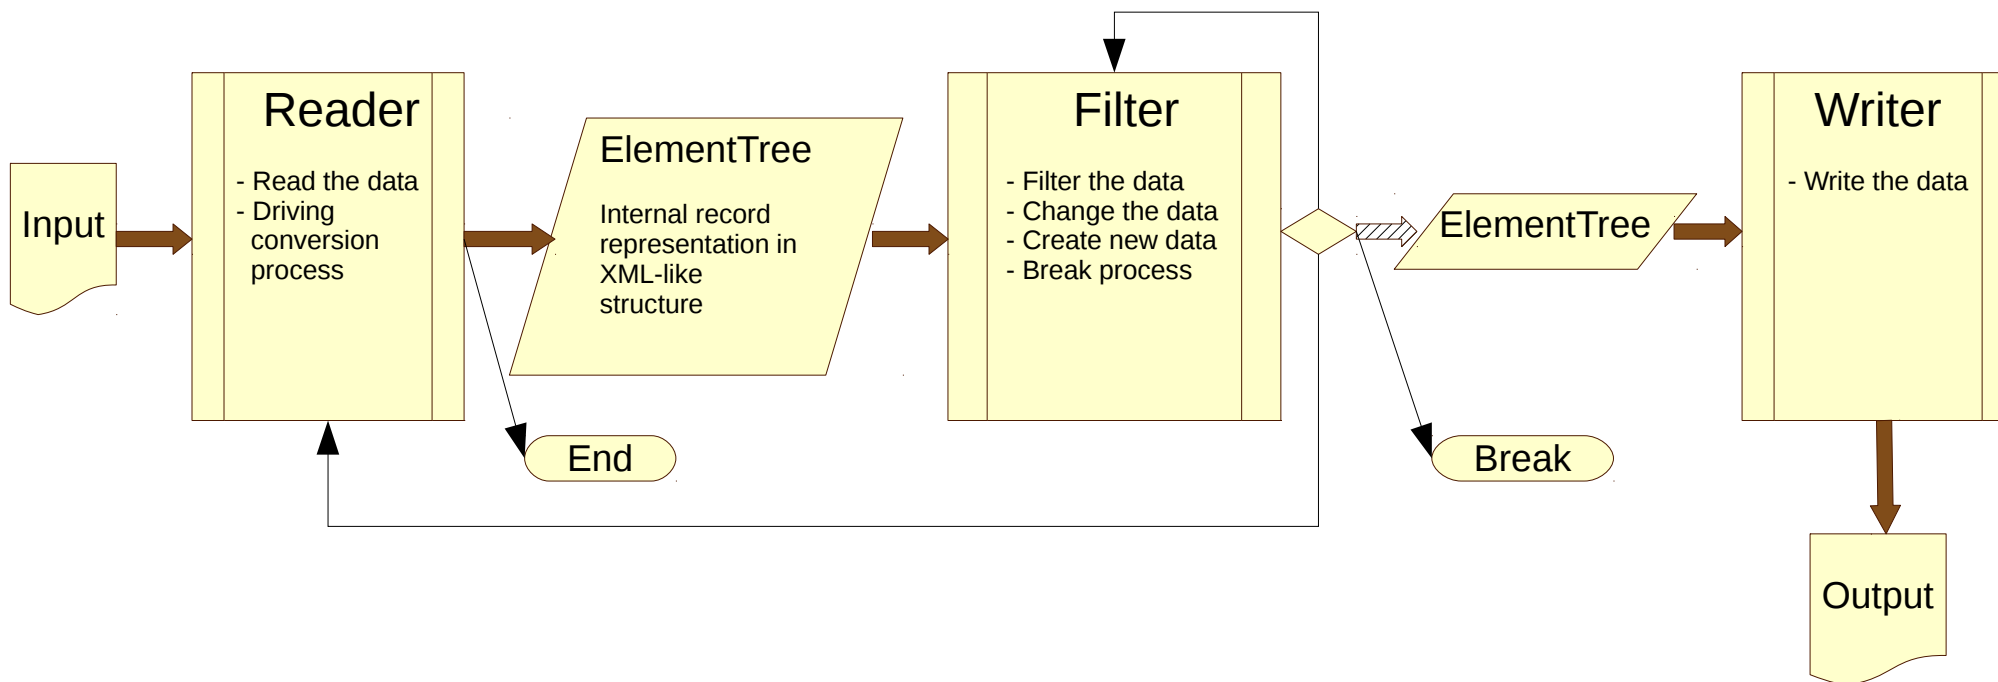 Input
Reader
- Read the data
- Driving
conversion
process
ElementTree
Internal record
representation in
XML-like
structure
End
Filter
- Filter the data
- Change the data
- Create new data
- Break process
ElementTree
Break
Writer
- Write the data
Output